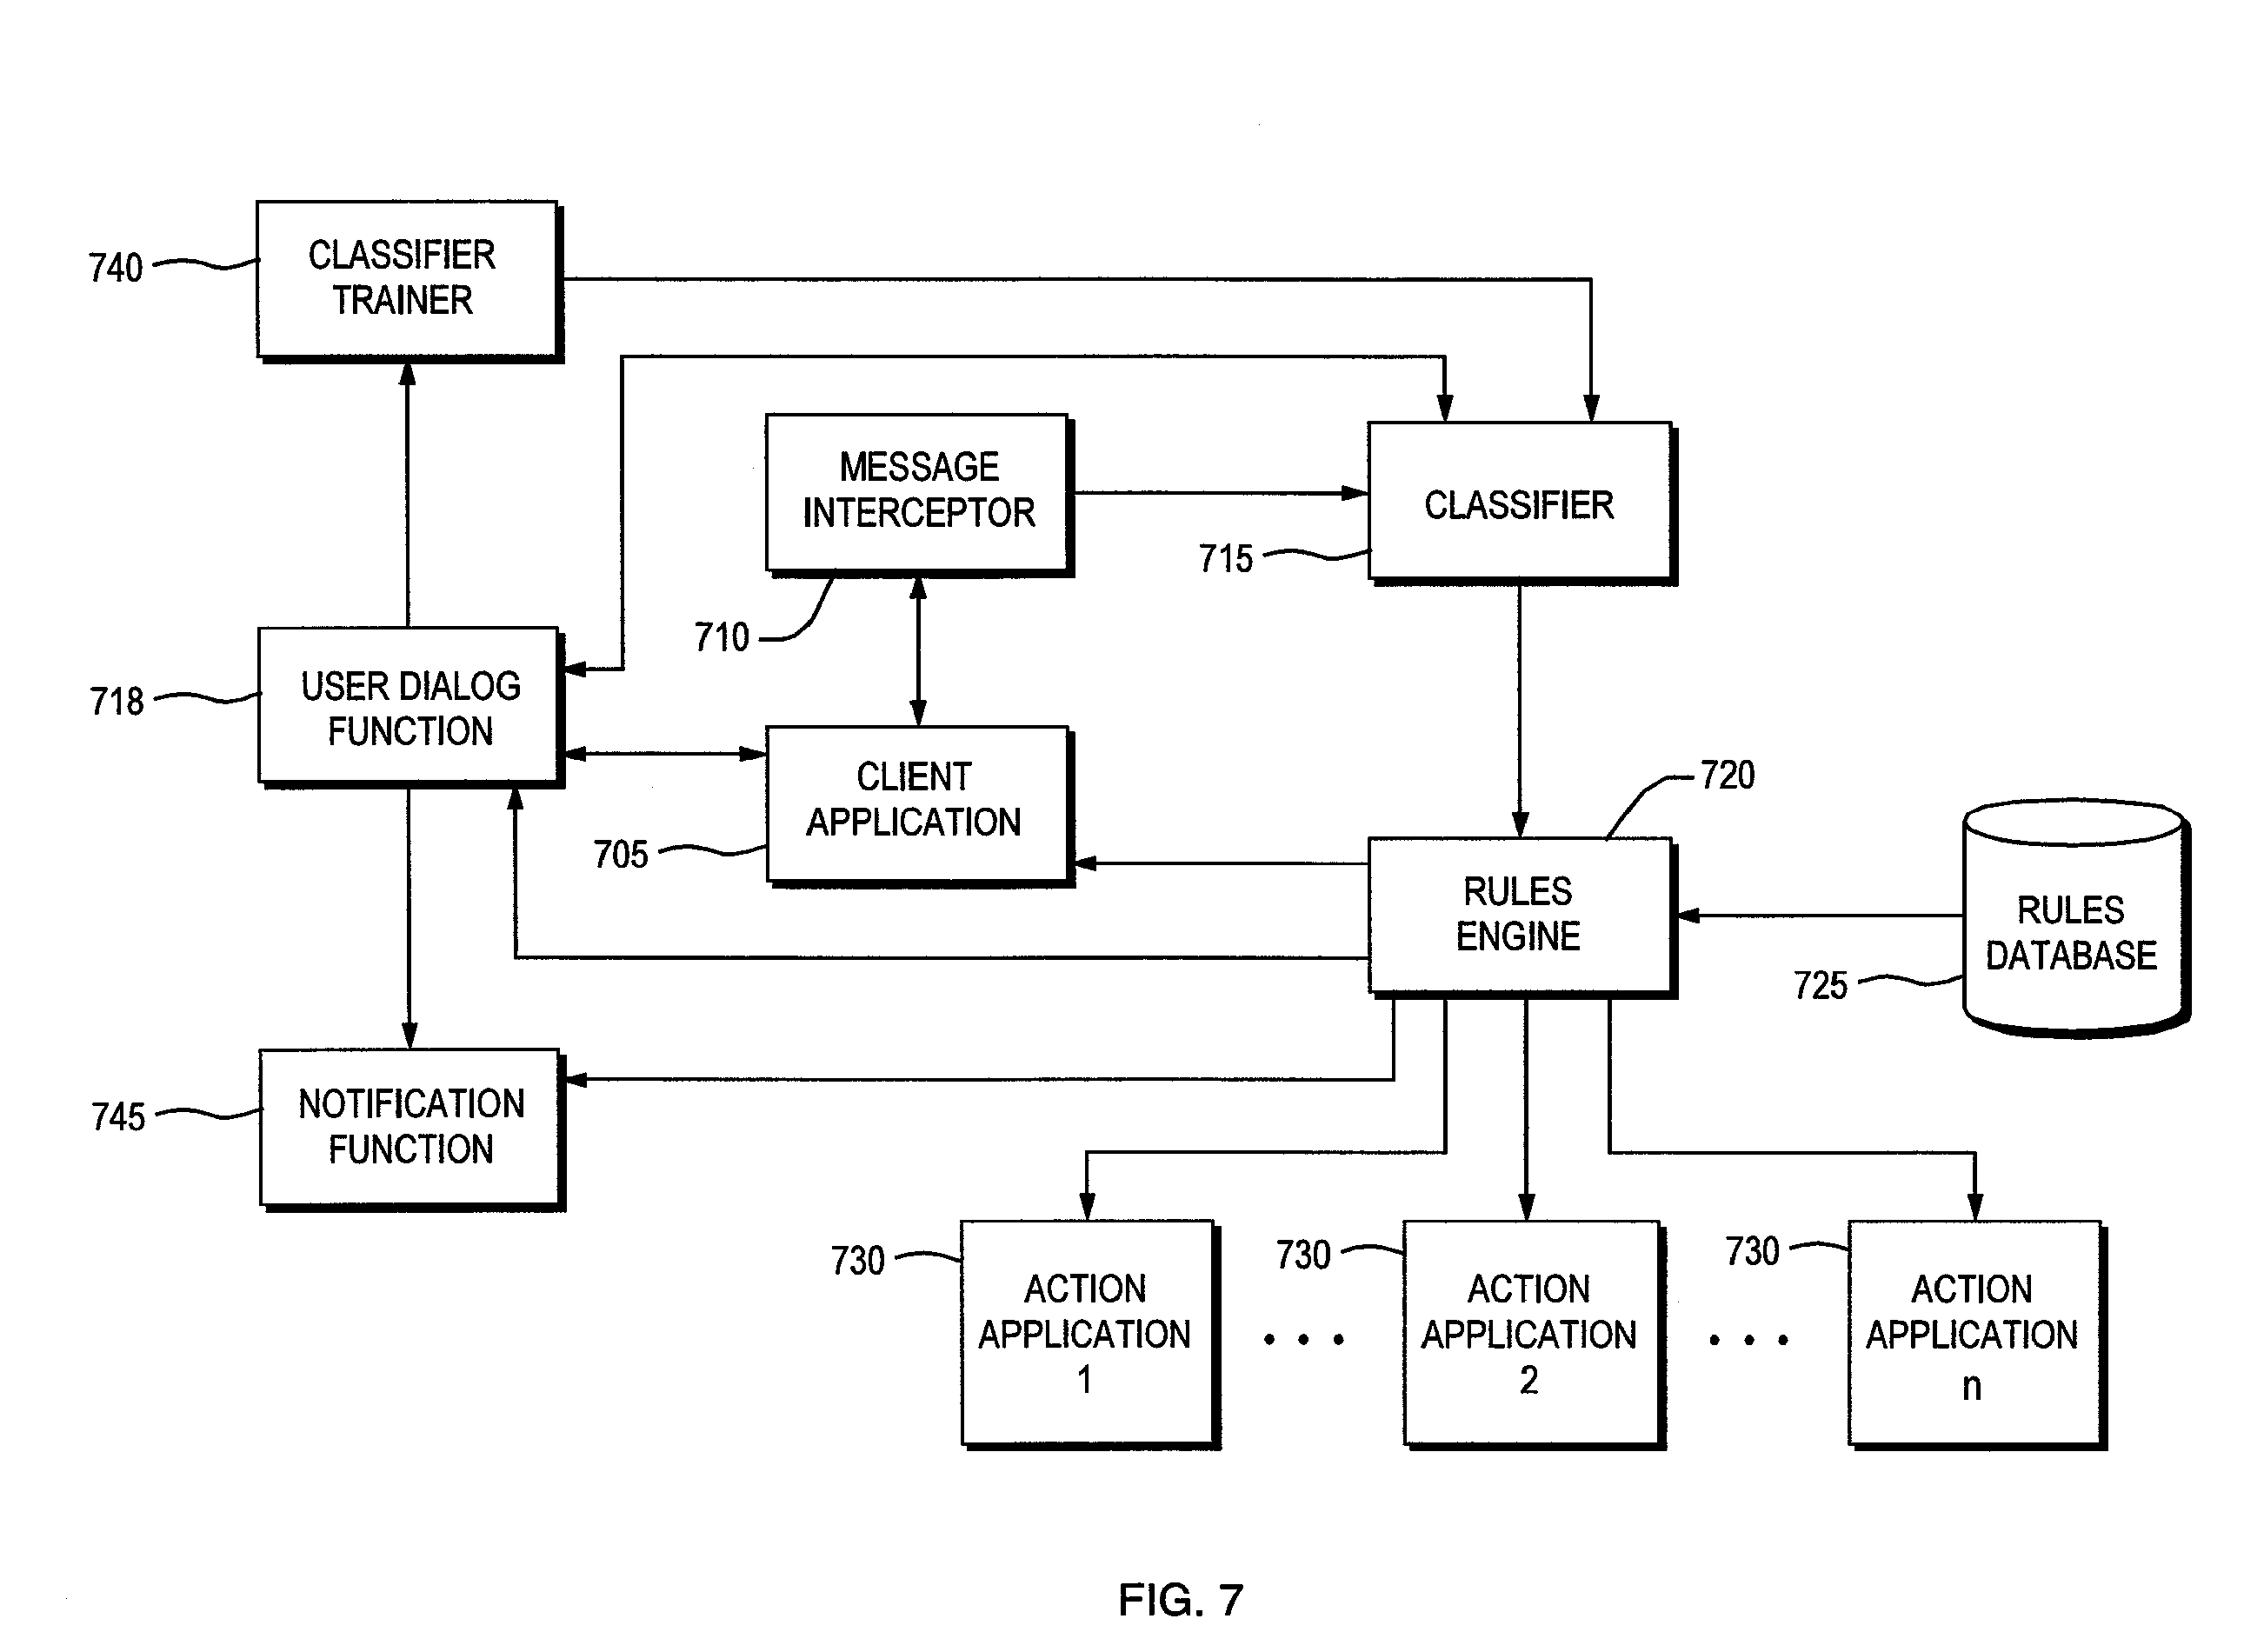 740
CLASSIFIER
TRAINER
MESSAGE
INTERCEPTOR
710
CLASSIFIER
715
718
USER DIALOG
FUNCTION
CLIENT
APPLICATION
705
720
RULES
ENGINE
RULES
DATABASE
725
745
NOTIFICATION
FUNCTION
730
ACTION
APPLICATION
1
. . .
730
ACTION
APPLICATION
2
. . .
730
ACTION
APPLICATION
n
FIG. 7